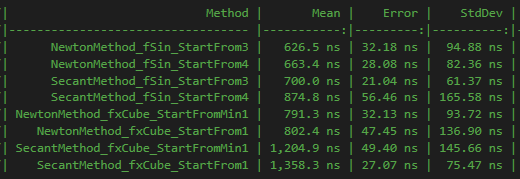 | Method | Mean | Error | StdDev |
|---------------------------------- |-----------:|---------:|----------:|
| NewtonMethod_fSin_StartFrom3 | 626.5 ns | 32.18 ns | 94.88 ns |
| NewtonMethod_fSin_StartFrom4 | 663.4 ns | 28.08 ns | 82.36 ns |
| SecantMethod_fSin_StartFrom3 | 700.0 ns | 21.04 ns | 61.37 ns |
| SecantMethod_fSin_StartFrom4 | 874.8 ns | 56.46 ns | 165.58 ns |
| NewtonMethod_fxCube_StartFromMin1 | 791.3 ns | 32.13 ns | 93.72 ns |
| NewtonMethod_fxCube_StartFrom1 | 802.4 ns | 47.45 ns | 136.90 ns |
| SecantMethod_fxCube_StartFromMin1 | 1,204.9 ns | 49.40 ns | 145.66 ns |
| SecantMethod_fxCube_StartFrom1 | 1,358.3 ns | 27.07 ns | 75.47 ns |